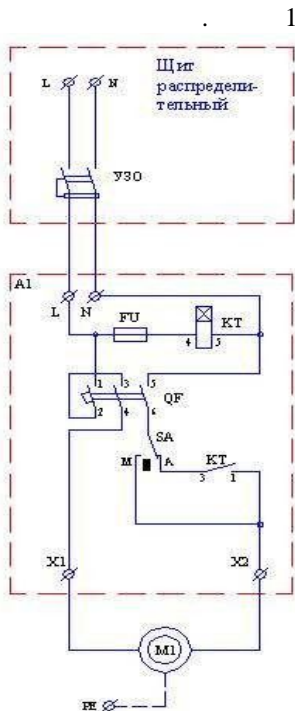 . 1
Щит
L N распредели-
тельный
УЗО
A1
L N
FU
KT
4 5
1 3 5
QF
2 4 6
SA
M A KT
3 1
X1 X2
M1
PE